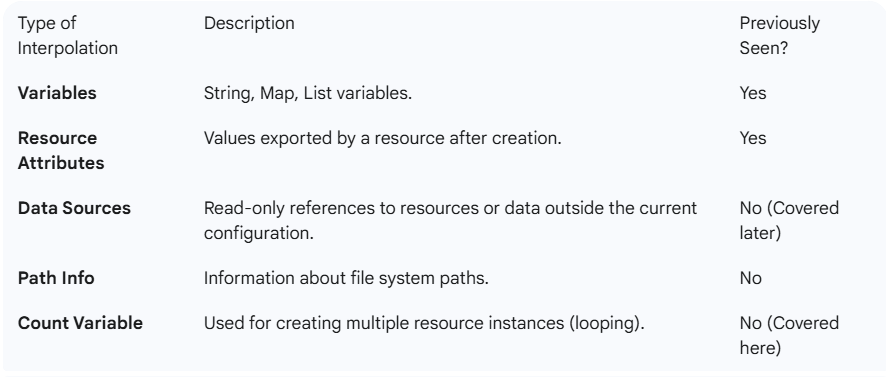 Type of Interpolation Description Previously Seen?
Variables String, Map, List variables. Yes
Resource Attributes Values exported by a resource after creation. Yes
Data Sources Read-only references to resources or data outside the current configuration. No (Covered later)
Path Info Information about file system paths. No
Count Variable Used for creating multiple resource instances (looping). No (Covered here)